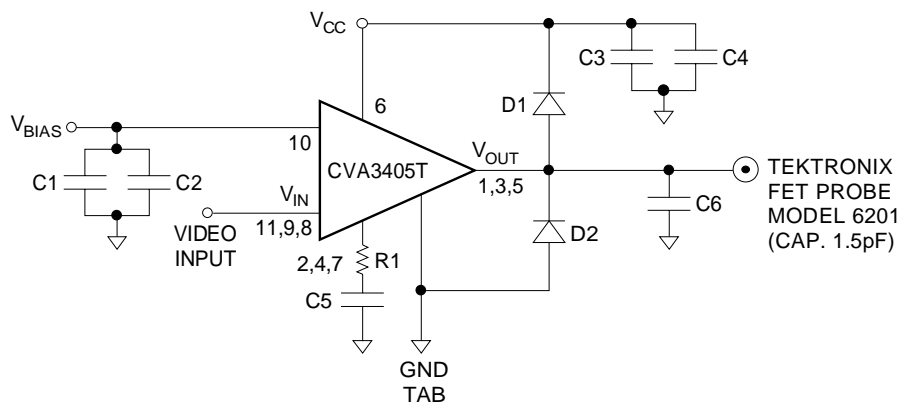 VCC
C3
C4
6
D1
VBIAS
10
VOUT
CVA3405T
C1
C2
1,3,5
TEKTRONIX
FET PROBE
MODEL 6201
(CAP. 1.5pF)
VIN
C6
11,9,8
D2
VIDEO
INPUT
2,4,7
R1
C5
GND
TAB